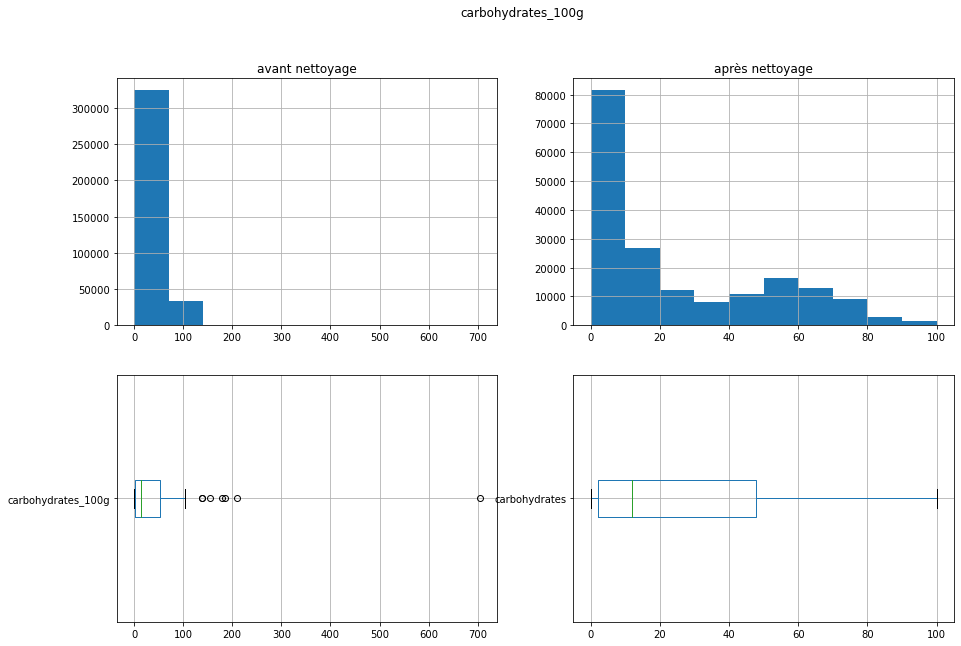 carbohydrates_100g
avant nettoyage
300000
250000
200000
150000
100000
50000
0
0 100 200 300 400 500 600 700
après nettoyage
80000
70000
60000
50000
40000
30000
20000
10000
0
0 20 40 60 80 100
carbohydrates_100g
0 100 200 300 400 500 600 700
carbohydrates
0 20 40 60 80 100